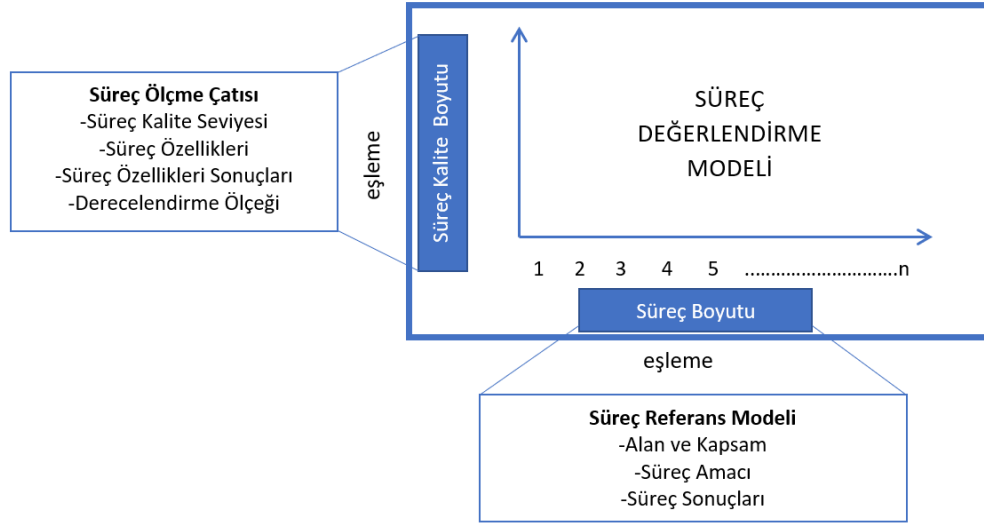 Süreç Ölçme Çatısı
-Süreç Kalite Seviyesi
-Süreç Özellikleri
-Süreç Özellikleri Sonuçları
-Derecelendirme Ölçeği
eşleme
Süreç Kalite Boyutu
SÜREÇ
DEĞERLENDİRME
MODELİ
1 2 3 4 5 ................................n
Süreç Boyutu
eşleme
Süreç Referans Modeli
-Alan ve Kapsam
-Süreç Amacı
-Süreç Sonuçları